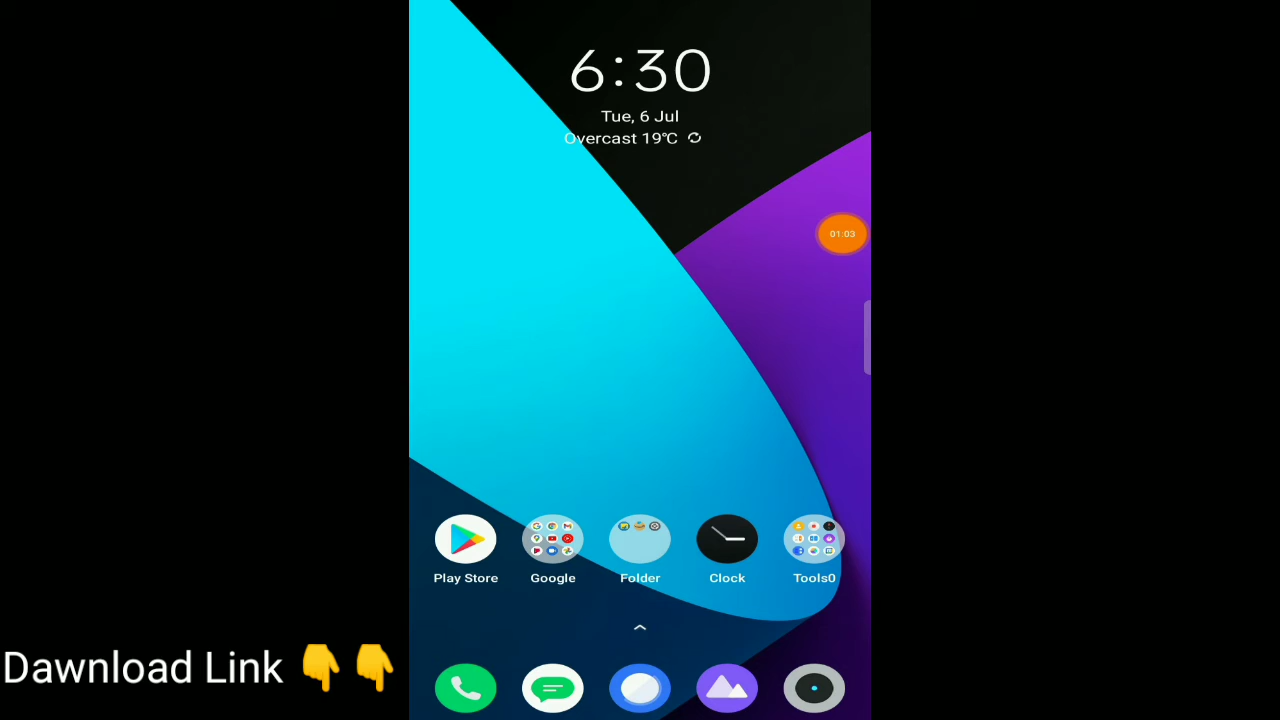 6:30
Tue, 6 Jul
Overcast 19℃
01:03
Play Store
Google
Folder
Clock
Tools0
Dawnload Link 👇👇